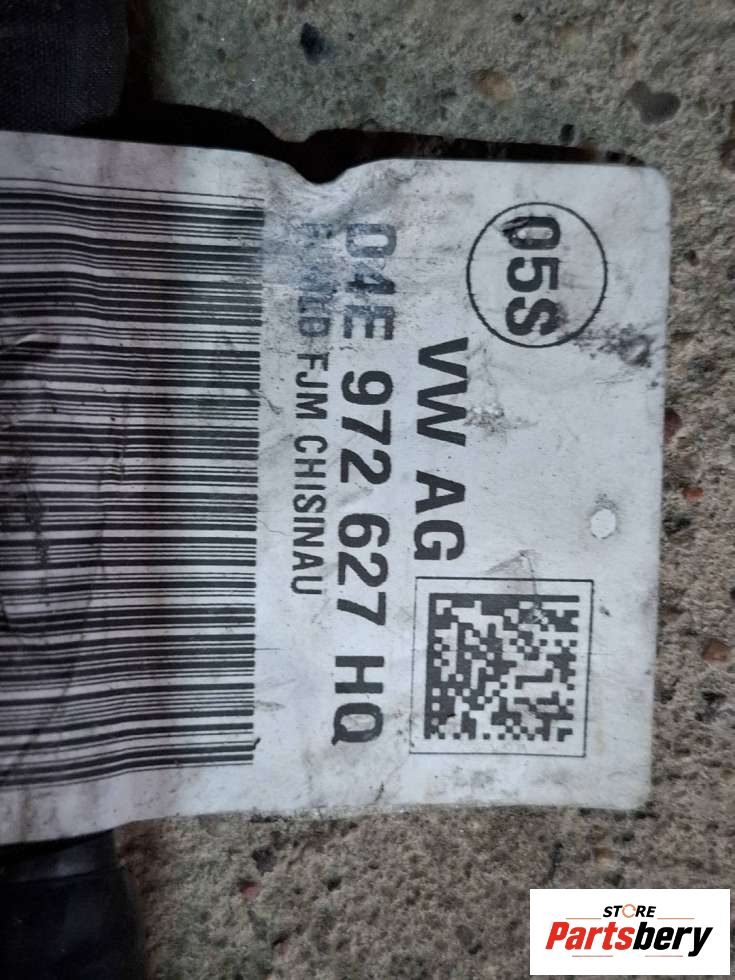 05S
VW AG
04E 972 627 HQ
FJM CHISINAU
STORE
Partsbery